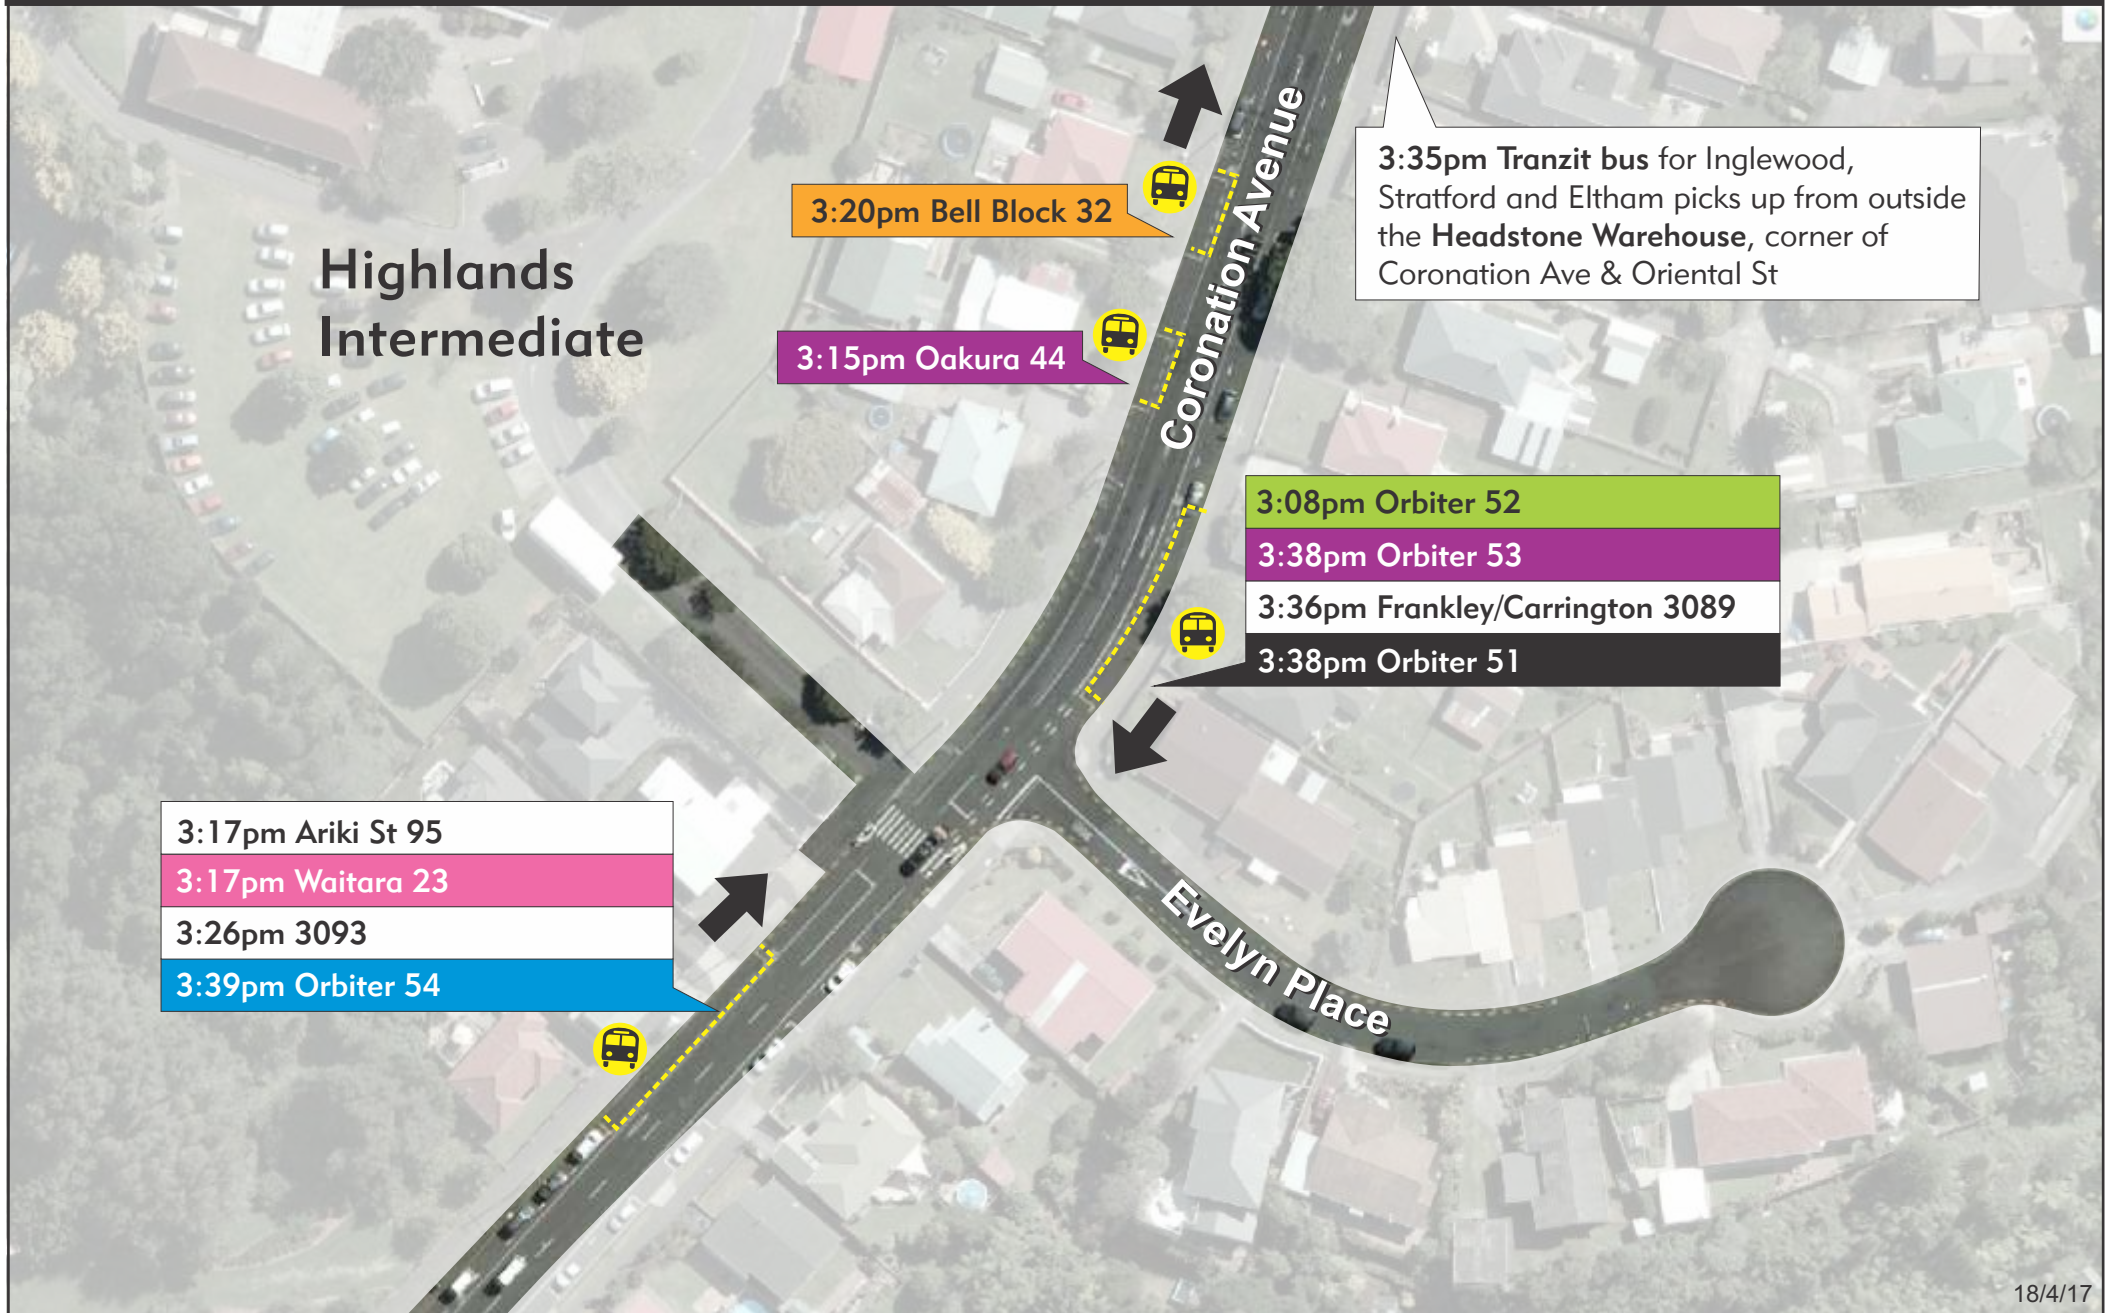 3:35pm Tranzit bus for Inglewood,
Stratford and Eltham picks up from outside
the Headstone Warehouse, corner of
Coronation Ave & Oriental St
3:20pm Bell Block 32
Highlands
Intermediate
3:15pm Oakura 44
Coronation Avenue
3:08pm Orbiter 52
3:38pm Orbiter 53
3:36pm Frankley/Carrington 3089
3:38pm Orbiter 51
3:17pm Ariki St 95
3:17pm Waitara 23
3:26pm 3093
3:39pm Orbiter 54
Evelyn Place
18/4/17